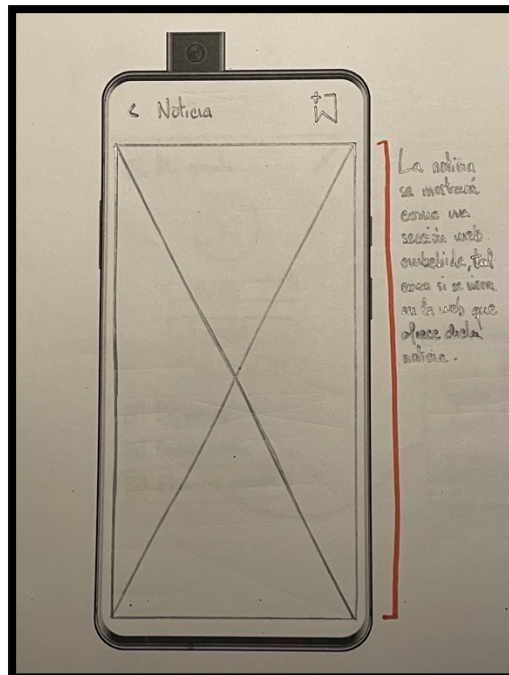 < Noticia
La noticia
se mostrará
como una
sección web
embebida, tal
como si se viera
en la web que
ofrece dicha
noticia.